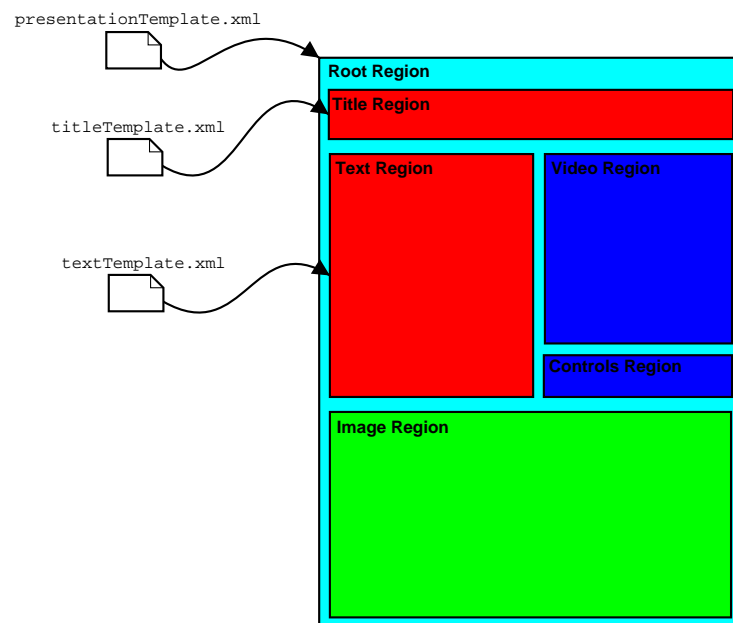 presentationTemplate.xml
Root Region
Title Region
titleTemplate.xml
Text Region
Video Region
textTemplate.xml
Controls Region
Image Region